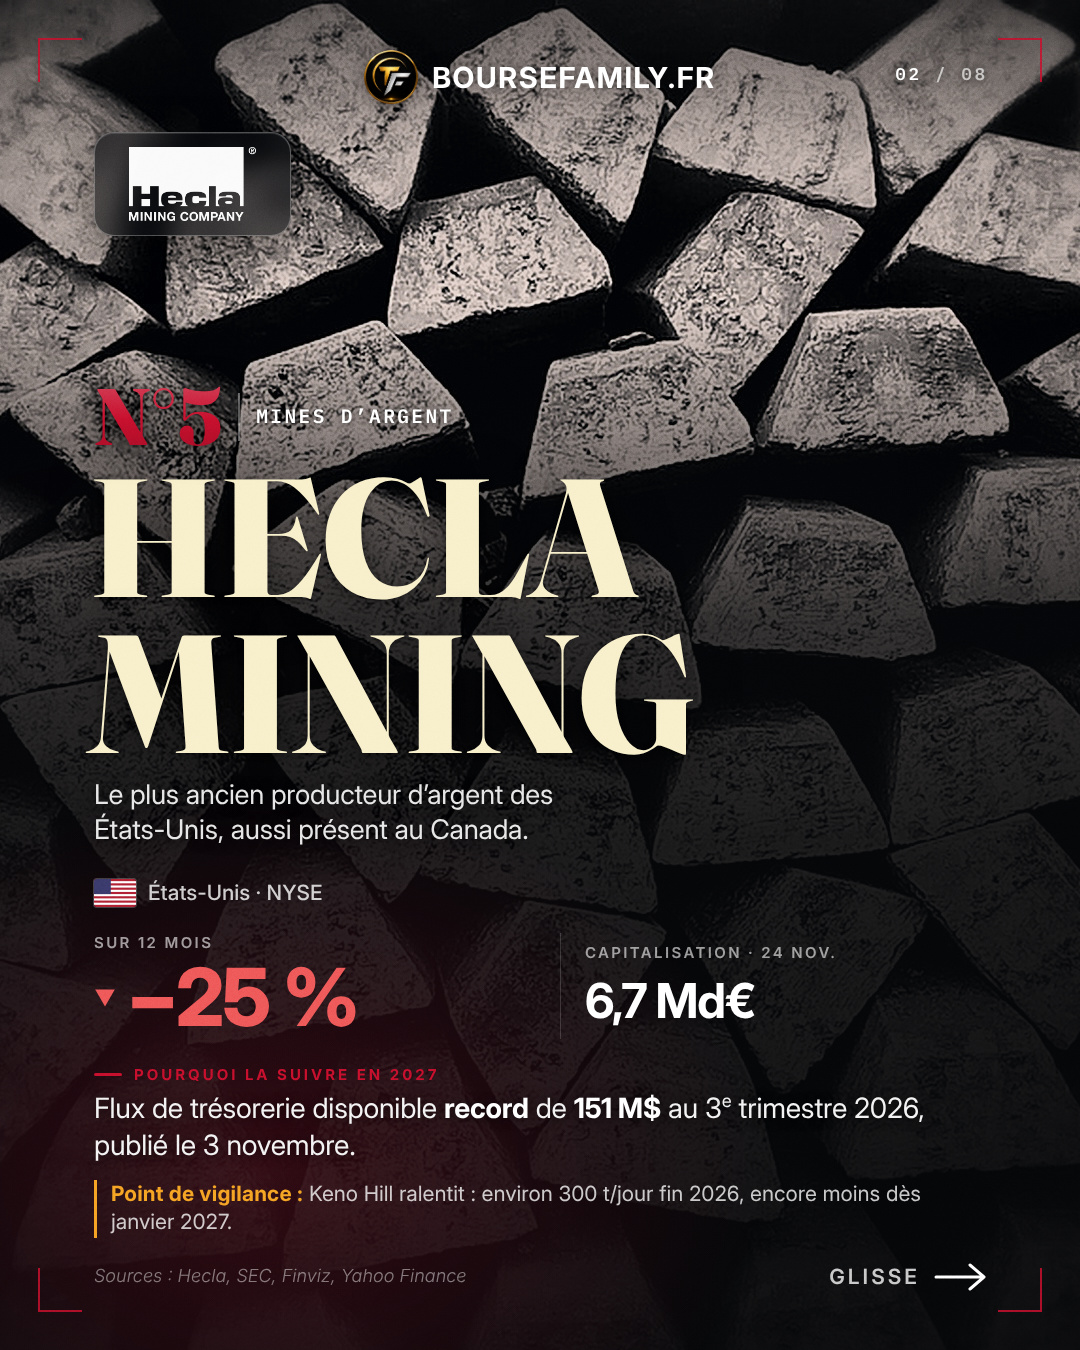 BOURSEFAMILY.FR
02 / 08
Hecla®
MINING COMPANY
N°5
MINES D’ARGENT
HECLA
MINING
Le plus ancien producteur d’argent des
États-Unis, aussi présent au Canada.
États-Unis · NYSE
SUR 12 MOIS
▼ –25 %
CAPITALISATION · 24 NOV.
6,7 Md€
POURQUOI LA SUIVRE EN 2027
Flux de trésorerie disponible record de 151 M$ au 3e trimestre 2026,
publié le 3 novembre.
Point de vigilance : Keno Hill ralentit : environ 300 t/jour fin 2026, encore moins dès
janvier 2027.
Sources : Hecla, SEC, Finviz, Yahoo Finance
GLISSE →